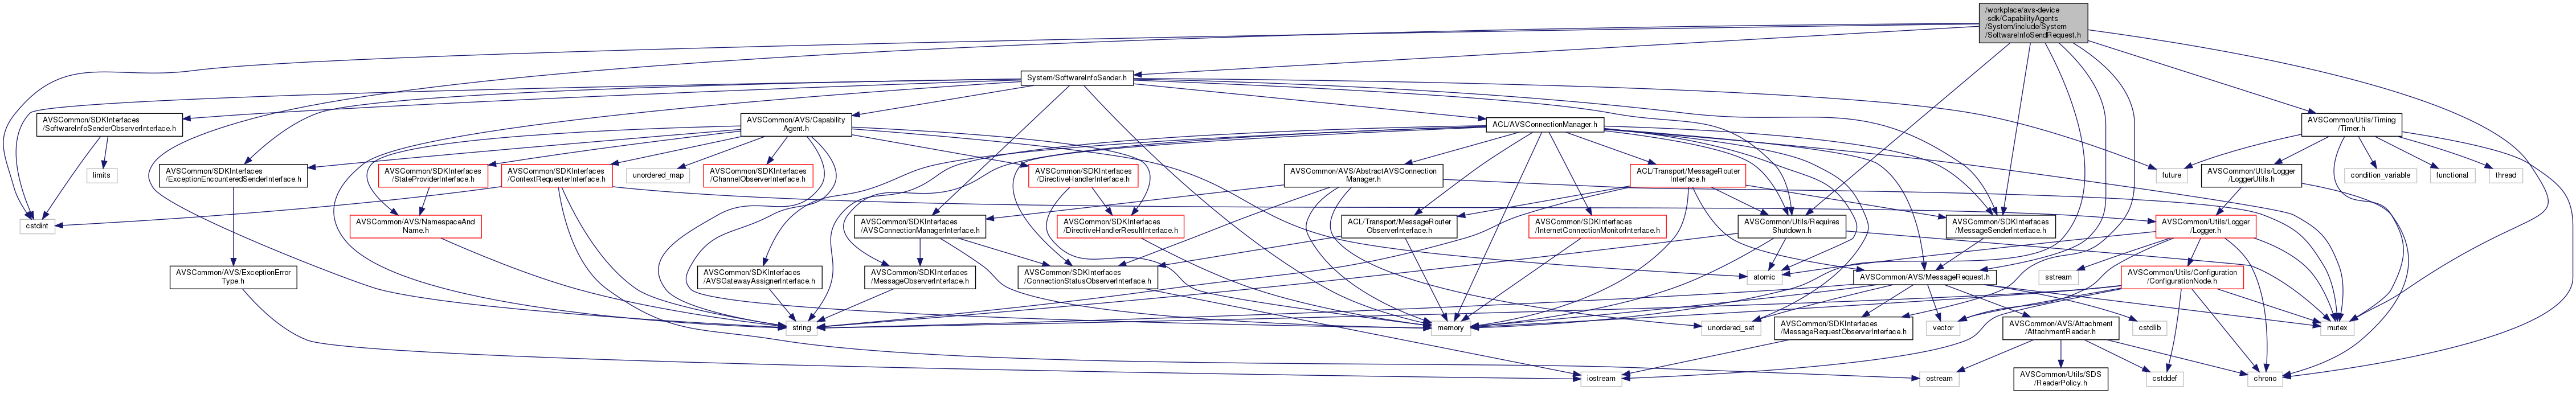 /workplace/avs-device
-sdk/CapabilityAgents
/System/include/System
/SoftwareInfoSendRequest.h
System/SoftwareInfoSender.h
AVSCommon/SDKInterfaces
/SoftwareInfoSenderObserverInterface.h
AVSCommon/AVS/Capability
Agent.h
ACL/AVSConnectionManager.h
AVSCommon/Utils/Timing
/Timer.h
limits
AVSCommon/SDKInterfaces
/ExceptionEncounteredSenderInterface.h
AVSCommon/SDKInterfaces
/StateProviderInterface.h
AVSCommon/SDKInterfaces
/ContextRequesterInterface.h
unordered_map
AVSCommon/SDKInterfaces
/ChannelObserverInterface.h
AVSCommon/SDKInterfaces
/DirectiveHandlerInterface.h
AVSCommon/AVS/AbstractAVSConnection
Manager.h
ACL/Transport/MessageRouter
Interface.h
future
AVSCommon/Utils/Logger
/LoggerUtils.h
condition_variable
functional
thread
cstdint
AVSCommon/AVS/NamespaceAnd
Name.h
AVSCommon/SDKInterfaces
/AVSConnectionManagerInterface.h
AVSCommon/SDKInterfaces
/DirectiveHandlerResultInterface.h
ACL/Transport/MessageRouter
ObserverInterface.h
AVSCommon/SDKInterfaces
/InternetConnectionMonitorInterface.h
AVSCommon/Utils/Requires
Shutdown.h
AVSCommon/SDKInterfaces
/MessageSenderInterface.h
AVSCommon/Utils/Logger
/Logger.h
AVSCommon/AVS/ExceptionError
Type.h
AVSCommon/SDKInterfaces
/AVSGatewayAssignerInterface.h
AVSCommon/SDKInterfaces
/MessageObserverInterface.h
AVSCommon/SDKInterfaces
/ConnectionStatusObserverInterface.h
atomic
AVSCommon/AVS/MessageRequest.h
sstream
AVSCommon/Utils/Configuration
/ConfigurationNode.h
string
memory
unordered_set
AVSCommon/SDKInterfaces
/MessageRequestObserverInterface.h
vector
AVSCommon/AVS/Attachment
/AttachmentReader.h
cstdlib
mutex
iostream
ostream
AVSCommon/Utils/SDS
/ReaderPolicy.h
cstddef
chrono